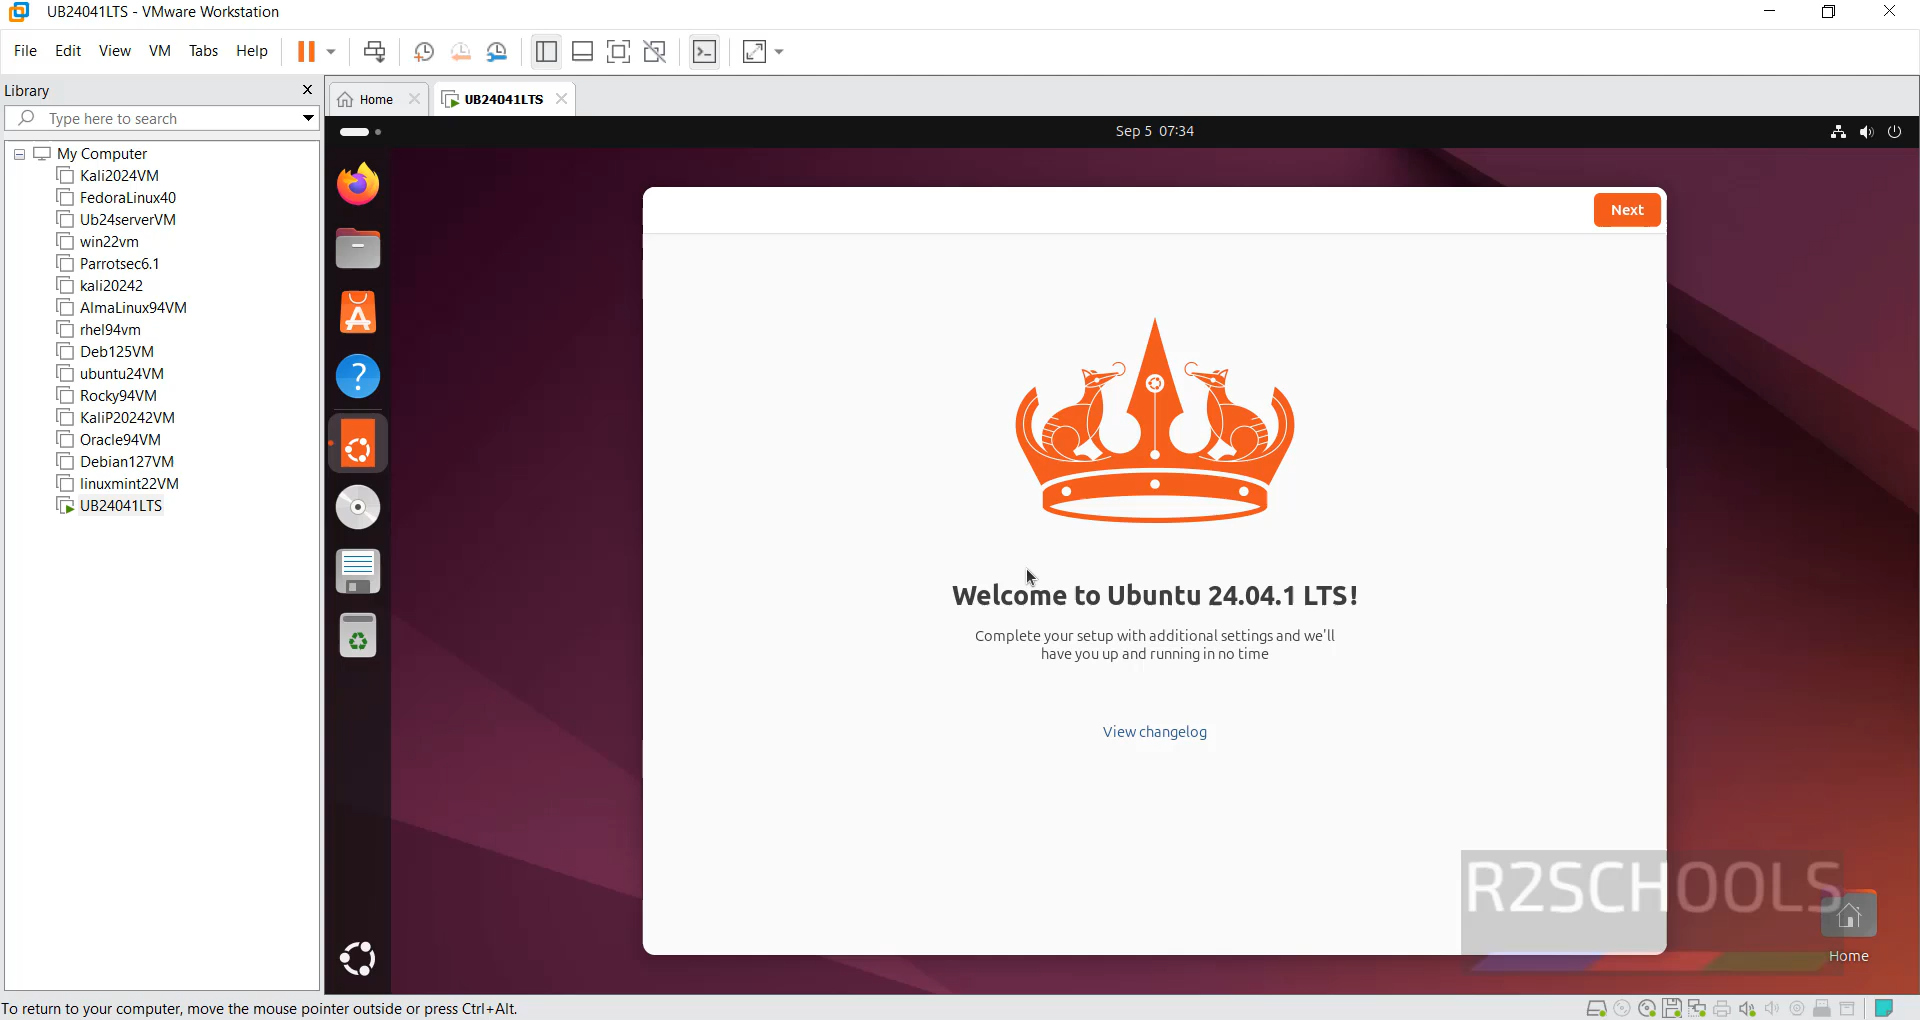 UB24041LTS - VMware Workstation
File Edit View VM Tabs Help
Library
Type here to search
My Computer
Kali2024VM
FedoraLinux40
Ub24serverVM
win22vm
Parrotsec6.1
kali20242
AlmaLinux94VM
rhel94vm
Deb125VM
ubuntu24VM
Rocky94VM
KaliP20242VM
Oracle94VM
Debian127VM
linuxmint22VM
UB24041LTS
Home
UB24041LTS
Sep 5 07:34
Next
Welcome to Ubuntu 24.04.1 LTS!
Complete your setup with additional settings and we'll
have you up and running in no time
View changelog
R2SCHOOLS
Home
To return to your computer, move the mouse pointer outside or press Ctrl+Alt.